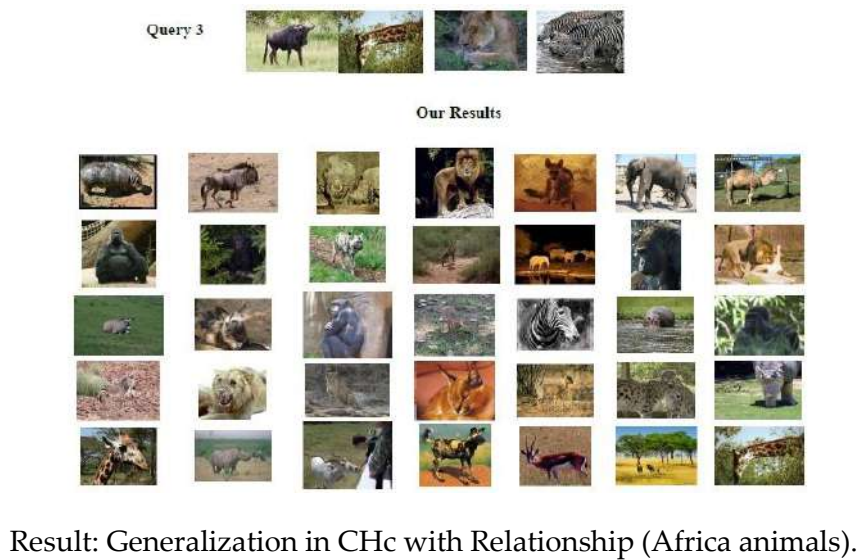 Query 3
Our Results
Result: Generalization in CHc with Relationship (Africa animals).